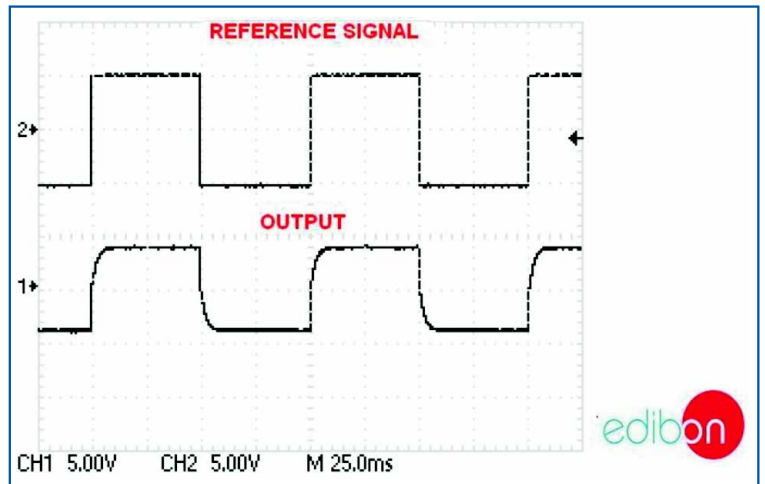 REFERENCE SIGNAL
2
OUTPUT
1
edibon
CH1 5.00V CH2 5.00V M 25.0ms